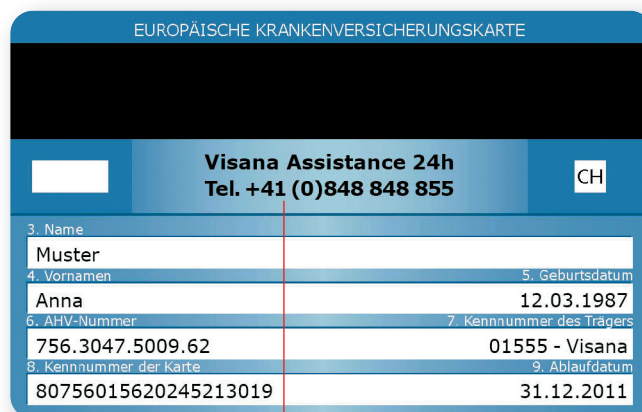 EUROPÄISCHE KRANKENVERSICHERUNGSKARTE
Visana Assistance 24h
Tel. +41 (0)848 848 855
CH
3. Name
Muster
4. Vornamen 5. Geburtsdatum
Anna 12.03.1987
6. AHV-Nummer 7. Kennnummer des Trägers
756.3047.5009.62 01555 - Visana
8. Kennnummer der Karte 9. Ablaufdatum
80756015620245213019 31.12.2011